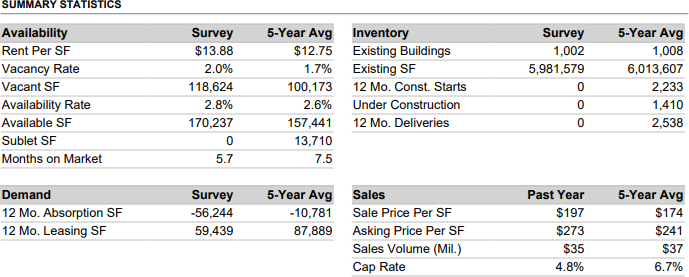 SUMMARY STATISTICS
Availability Survey 5-Year Avg
Rent Per SF $13.88 $12.75
Vacancy Rate 2.0% 1.7%
Vacant SF 118,624 100,173
Availability Rate 2.8% 2.6%
Available SF 170,237 157,441
Sublet SF 0 13,710
Months on Market 5.7 7.5
Inventory Survey 5-Year Avg
Existing Buildings 1,002 1,008
Existing SF 5,981,579 6,013,607
12 Mo. Const. Starts 0 2,233
Under Construction 0 1,410
12 Mo. Deliveries 0 2,538
Demand Survey 5-Year Avg
12 Mo. Absorption SF -56,244 -10,781
12 Mo. Leasing SF 59,439 87,889
Sales Past Year 5-Year Avg
Sale Price Per SF $197 $174
Asking Price Per SF $273 $241
Sales Volume (Mil.) $35 $37
Cap Rate 4.8% 6.7%